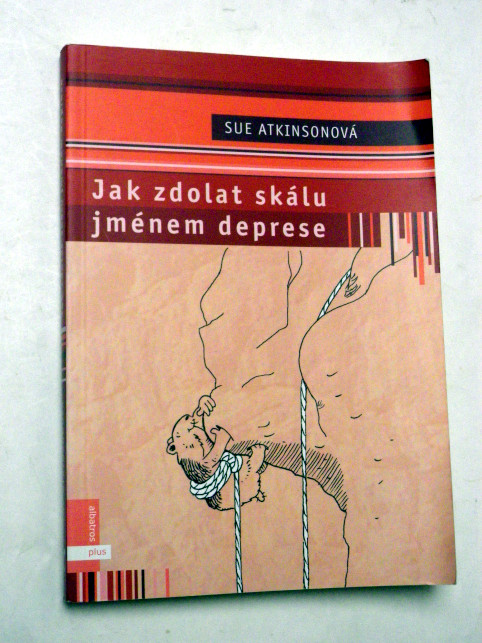 SUE ATKINSONOVÁ
Jak zdolat skálu
jménem deprese
albatros
plus